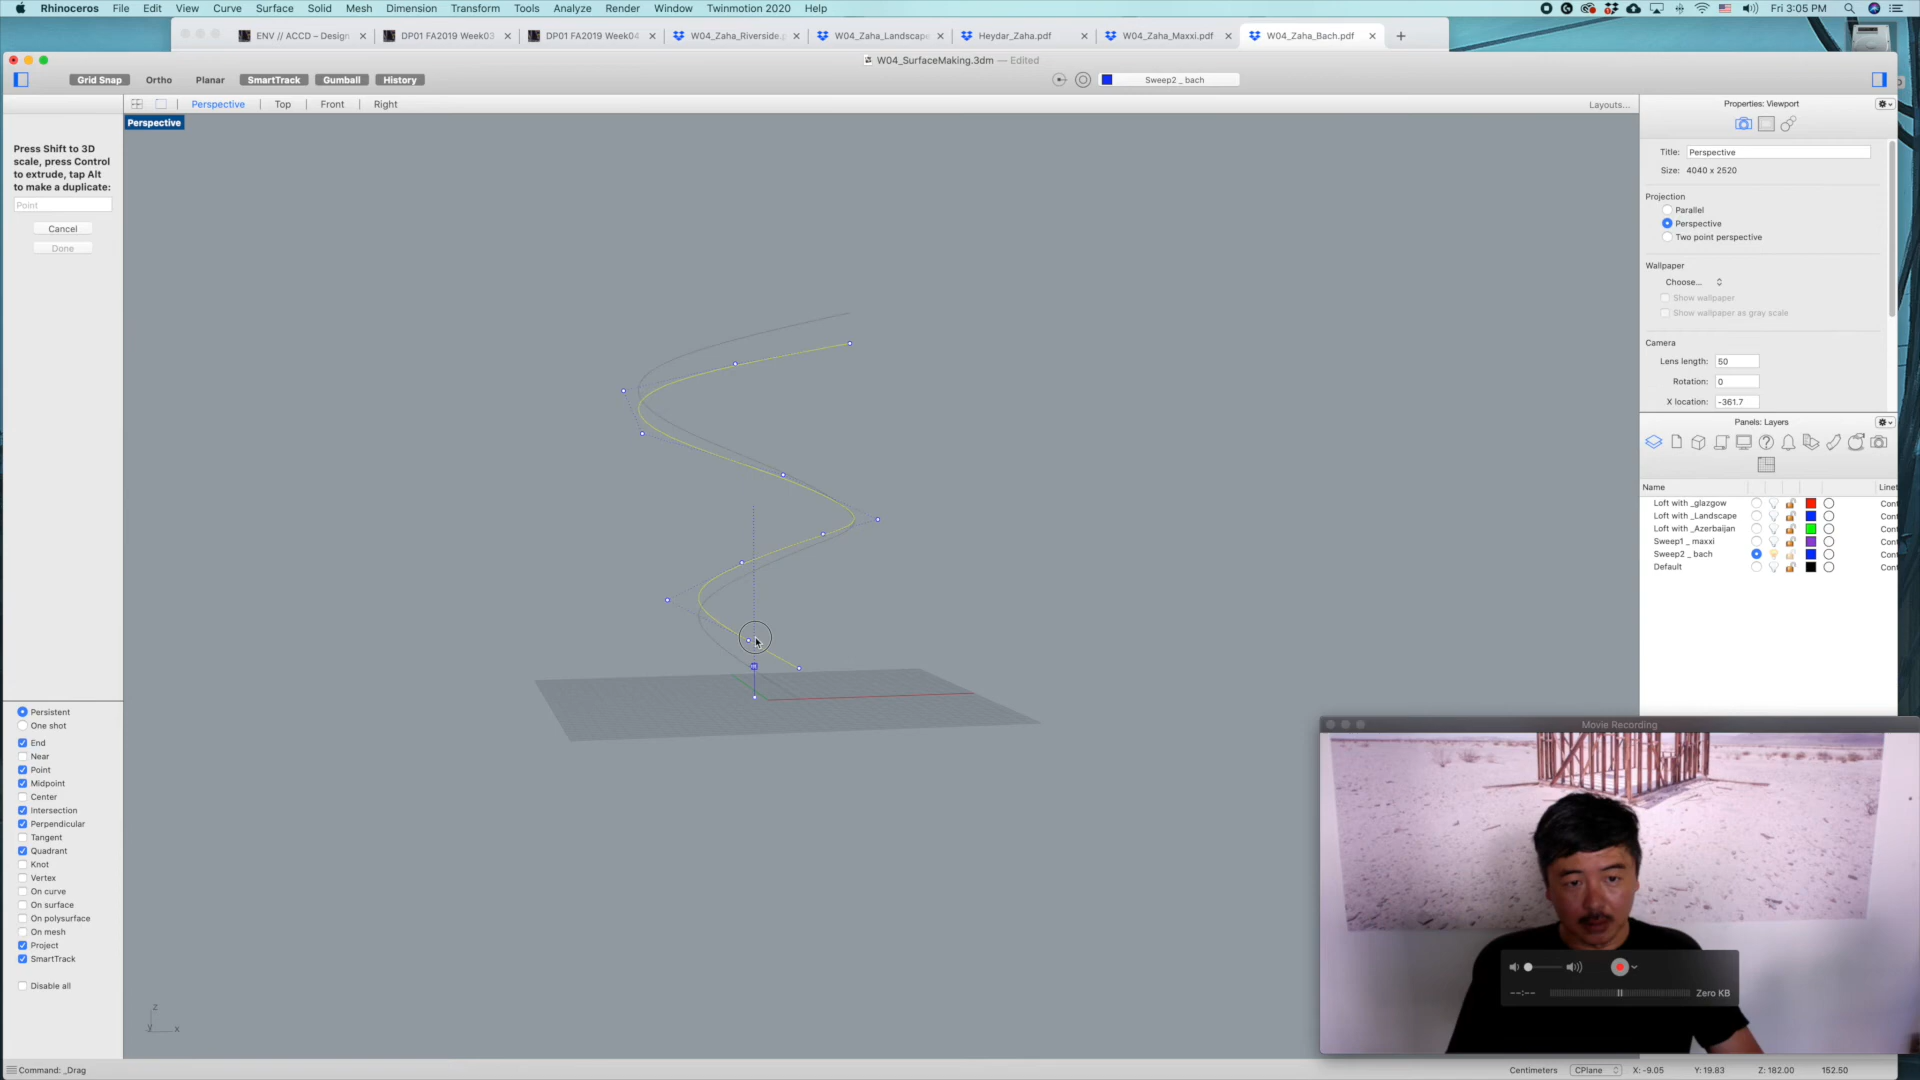 Rhinoceros File Edit View Curve Surface Solid Mesh Dimension Transform Tools Analyze Render Window Twinmotion 2020 Help Fri 3:05 PM
ENV // ACCD – Design DP01 FA2019 Week03 DP01 FA2019 Week04 W04_Zaha_Riverside.p W04_Zaha_Landscape Heydar_Zaha.pdf W04_Zaha_Maxxi.pdf W04_Zaha_Bach.pdf
W04_SurfaceMaking.3dm — Edited
Grid Snap Ortho Planar SmartTrack Gumball History Sweep2 _ bach
Perspective Top Front Right Layouts...
Perspective
Press Shift to 3D
scale, press Control
to extrude, tap Alt
to make a duplicate:
Point
Cancel
Done
Persistent
One shot
End
Near
Point
Midpoint
Center
Intersection
Perpendicular
Tangent
Quadrant
Knot
Vertex
On curve
On surface
On polysurface
On mesh
Project
SmartTrack
Disable all
z
y x
Properties: Viewport
Title: Perspective
Size: 4040 x 2520
Projection
Parallel
Perspective
Two point perspective
Wallpaper
Choose...
Show wallpaper
Show wallpaper as gray scale
Camera
Lens length: 50
Rotation: 0
X location: -361.7
Panels: Layers
Name Linet
Loft with _glazgow Cont
Loft with _Landscape Cont
Loft with _Azerbaijan Cont
Sweep1 _ maxxi Cont
Sweep2 _ bach Cont
Default Cont
Movie Recording
--:-- Zero KB
Command: _Drag Centimeters CPlane X: -9.05 Y: 19.83 Z: 182.00 152.50